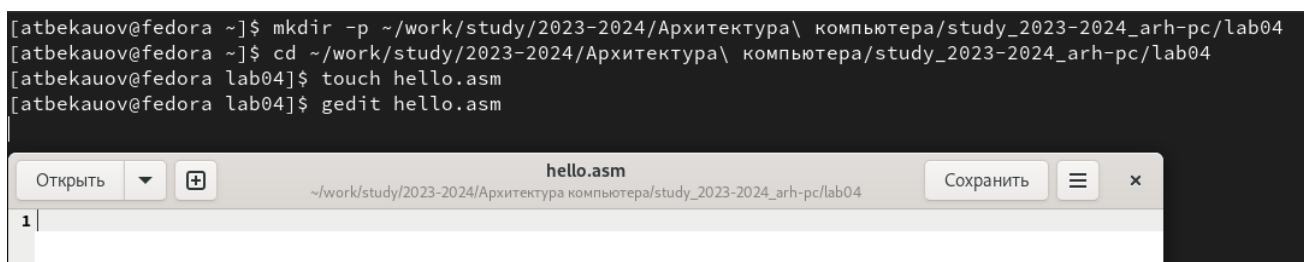 [atbekauov@fedora ~]$ mkdir -p ~/work/study/2023-2024/Архитектура\ компьютера/study_2023-2024_arh-pc/lab04
[atbekauov@fedora ~]$ cd ~/work/study/2023-2024/Архитектура\ компьютера/study_2023-2024_arh-pc/lab04
[atbekauov@fedora lab04]$ touch hello.asm
[atbekauov@fedora lab04]$ gedit hello.asm
Открыть
hello.asm
~/work/study/2023-2024/Архитектура компьютера/study_2023-2024_arh-pc/lab04
Сохранить
1